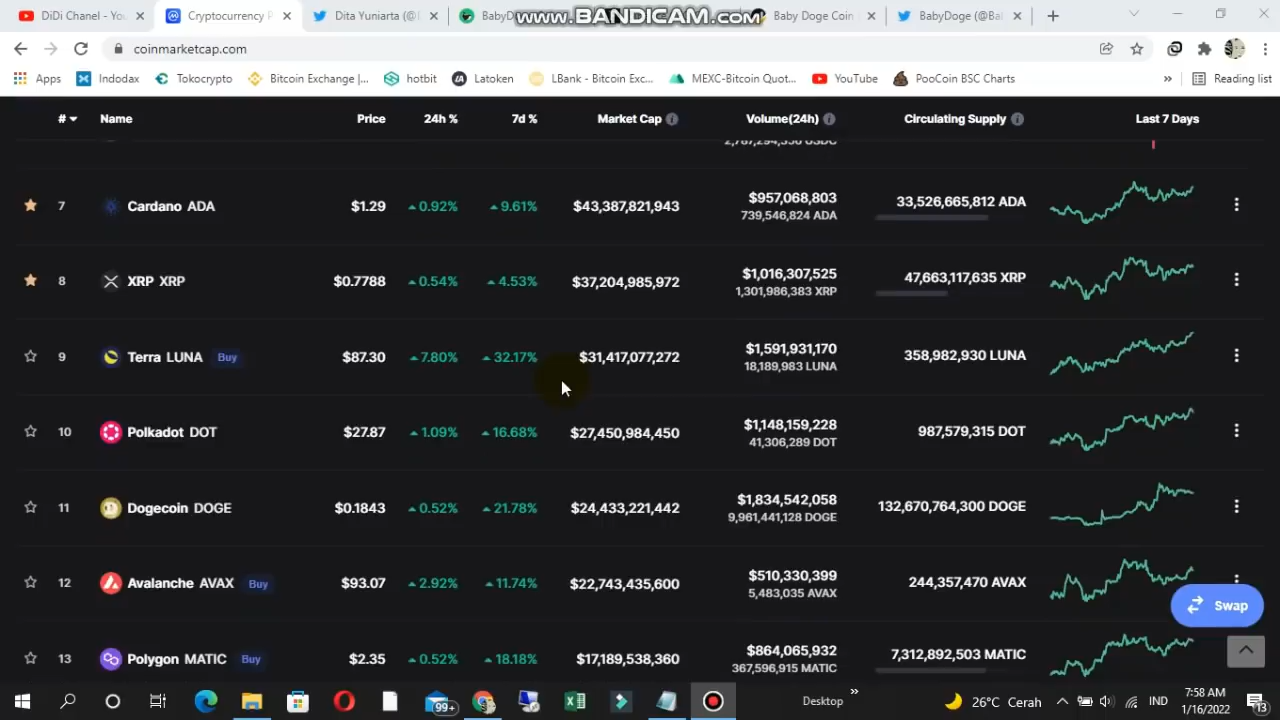 DiDi Chanel - You
Cryptocurrency P
Dita Yuniarta (@
BabyD
www.BANDICAM.com
Baby Doge Coin
BabyDoge (@Bal
coinmarketcap.com
Apps
Indodax
Tokocrypto
Bitcoin Exchange |...
hotbit
Latoken
LBank - Bitcoin Exc...
MEXC-Bitcoin Quot...
YouTube
PooCoin BSC Charts
»
Reading list
# Name Price 24h % 7d % Market Cap Volume(24h) Circulating Supply Last 7 Days
2,787,294,356 USDC
7 Cardano ADA $1.29 0.92% 9.61% $43,387,821,943 $957,068,803 33,526,665,812 ADA
739,546,824 ADA
8 XRP XRP $0.7788 0.54% 4.53% $37,204,985,972 $1,016,307,525 47,663,117,635 XRP
1,301,986,383 XRP
9 Terra LUNA Buy $87.30 7.80% 32.17% $31,417,077,272 $1,591,931,170 358,982,930 LUNA
18,189,983 LUNA
10 Polkadot DOT $27.87 1.09% 16.68% $27,450,984,450 $1,148,159,228 987,579,315 DOT
41,306,289 DOT
11 Dogecoin DOGE $0.1843 0.52% 21.78% $24,433,221,442 $1,834,542,058 132,670,764,300 DOGE
9,961,441,128 DOGE
12 Avalanche AVAX Buy $93.07 2.92% 11.74% $22,743,435,600 $510,330,399 244,357,470 AVAX
5,483,035 AVAX
Swap
13 Polygon MATIC Buy $2.35 0.52% 18.18% $17,189,538,360 $864,065,932 7,312,892,503 MATIC
367,596,915 MATIC
99+
Desktop
»
26°C Cerah
IND
7:58 AM
1/16/2022
13